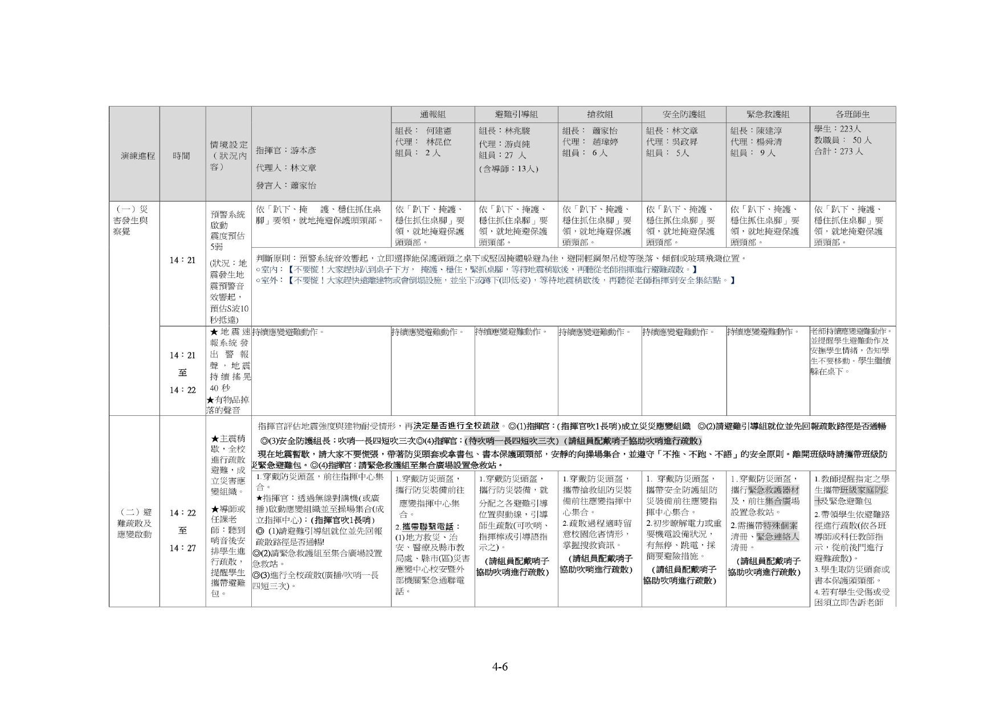 演練進程
時間
情境設定
（狀況內
容）
指揮官：游本彥
代理人：林文章
發言人：蕭家怡
通報組
組長： 何建憲
代理： 林昆位
組員： 2 人
避難引導組
組長：林兆駿
代理：游貞純
組員：27 人
(含導師：13人)
搶救組
組長： 蕭家怡
代理： 趙瑋婷
組員： 6 人
安全防護組
組長：林文章
代理：吳政昇
組員： 5人
緊急救護組
組長：陳建淳
代理：楊舜清
組員： 9 人
各班師生
學生：223人
教職員： 50 人
合計：273 人
（一）災
害發生與
察覺
14：21
預警系統
啟動
震度預估
5弱
(狀況：地
震發生地
震預警音
效響起，
預估S波10
秒抵達)
依「趴下、掩 護、穩住抓住桌
腳」要領，就地掩避保護頭頸部。
依「趴下、掩護、
穩住抓住桌腳」要
領，就地掩避保護
頭頸部。
依「趴下、掩護、
穩住抓住桌腳」要
領，就地掩避保護
頭頸部。
依「趴下、掩護、
穩住抓住桌腳」要
領，就地掩避保護
頭頸部。
依「趴下、掩護、
穩住抓住桌腳」要
領，就地掩避保護
頭頸部。
依「趴下、掩護、
穩住抓住桌腳」要
領，就地掩避保護
頭頸部。
依「趴下、掩護、
穩住抓住桌腳」要
領，就地掩避保護
頭頸部。
判斷原則：預警系統音效響起，立即選擇能保護頭頸之桌下或堅固掩體躲避為佳，避開輕鋼架吊燈等墜落、傾倒或玻璃飛濺位置。
○室內：【不要慌！大家趕快趴到桌子下方， 掩護、穩住，緊抓桌腳，等待地震稍歇後，再聽從老師指揮進行避難疏散。】
○室外：【不要慌！大家趕快遠離建物或會倒塌設施，並坐下或蹲下(即低姿)，等待地震稍歇後，再聽從老師指揮到安全集結點。】
14：21
至
14：22
★地震速
報系統發
出警報
聲，地震
持續搖晃
40 秒
★有物品掉
落的聲音
持續應變避難動作。
持續應變避難動作。
持續應變避難動作。
持續應變避難動作。
持續應變避難動作。
持續應變避難動作。
老師持續應變避難動作。
並提醒學生避難動作及
安撫學生情緒，告知學
生不要移動。學生繼續
躲在桌下。
（二）避
難疏散及
應變啟動
14：22
至
14：27
★主震稍
歇，全校
進行疏散
避難，成
立災害應
變組織。
★導師或
任課老
師：聽到
哨音後安
排學生進
行疏散，
提醒學生
攜帶避難
包。
指揮官評估地震強度與建物耐受情形，再決定是否進行全校疏散。◎(1)指揮官：(指揮官吹1長哨)成立災災應變組織 ◎(2)請避難引導組就位並先回報疏散路徑是否通暢
◎(3)安全防護組長：吹哨一長四短吹三次◎(4)指揮官：(待吹哨一長四短吹三次)（請組員配戴哨子協助吹哨進行疏散)
現在地震暫歇，請大家不要慌張，帶著防災頭套或拿書包、書本保護頭頸部，安靜的向操場集合，並遵守「不推、不跑、不語」的安全原則。離開班級時請攜帶班級防
災緊急避難包。◎(4)指揮官：請緊急救護組至集合廣場設置急救站。
1.穿戴防災頭盔，前往指揮中心集
合。
★指揮官：透過無線對講機(或廣
播)啟動應變組織並至操場集合(成
立指揮中心)：(指揮官吹1長哨)
◎ (1)請避難引導組就位並先回報
疏散路徑是否通暢!
◎(2)請緊急救護組至集合廣場設置
急救站。
◎(3)進行全校疏散(廣播/吹哨一長
四短三次)。
1.穿戴防災頭盔，
攜行防災裝備前往
應變指揮中心集
合。
2.攜帶聯繫電話：
(1)地方救災、治
安、醫療及縣市教
局處、縣市(區)災害
應變中心校安暨外
部機關緊急通聯電
話。
1.穿戴防災頭盔，
攜行防災裝備，就
分配之各避難引導
位置與動線，引導
師生疏散(可吹哨、
指揮棒或引導語指
示之)。
（請組員配戴哨子
協助吹哨進行疏散)
1.穿戴防災頭盔，
攜帶搶救組防災裝
備前往應變指揮中
心集合。
2.疏散過程適時留
意校園危害情形，
掌握搜救資訊。
（請組員配戴哨子
協助吹哨進行疏散)
1. 穿戴防災頭盔，
攜帶安全防護組防
災裝備前往應變指
揮中心集合。
2.初步瞭解電力或重
要機電設備狀況，
有無停、跳電，採
簡要避險措施。
（請組員配戴哨子
協助吹哨進行疏散)
1.穿戴防災頭盔，
攜行緊急救護器材
及，前往集合廣場
設置急救站。
2.需攜帶特殊個案
清冊、緊急連絡人
清冊。
（請組員配戴哨子
協助吹哨進行疏散)
1.教師提醒指定之學
生攜帶班級家庭防災
卡及緊急避難包
2.帶領學生依避難路
徑進行疏散(依各班
導師或科任教師指
示，從前後門進行
避難疏散)。
3.學生取防災頭套或
書本保護頭頸部。
4.若有學生受傷或受
困須立即告訴老師
4-6